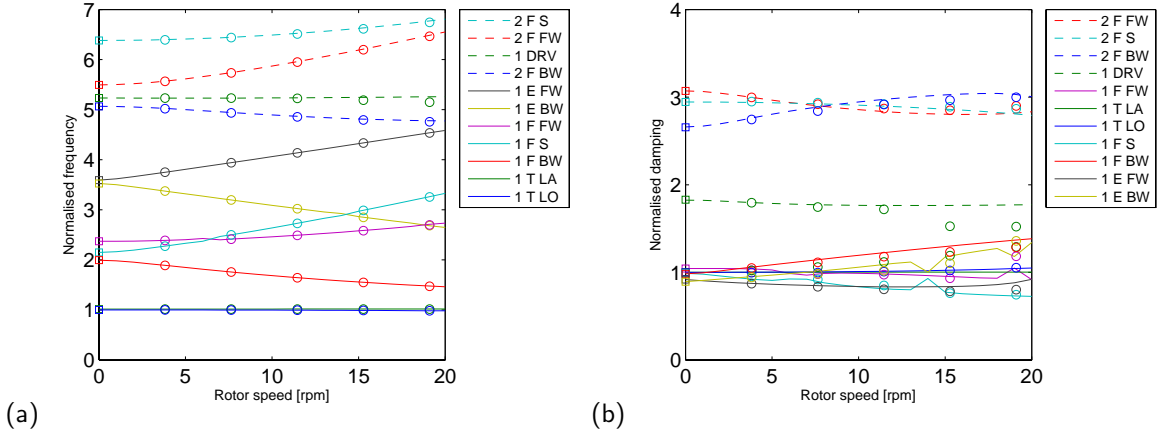 7
6
5
4
3
2
1
0
0
5
10
15
20
Normalised frequency
Rotor speed [rpm]
2 F S
2 F FW
1 DRV
2 F BW
1 E FW
1 E BW
1 F FW
1 F S
1 F BW
1 T LA
1 T LO
(a)
4
3
2
1
0
0
5
10
15
20
Normalised damping
Rotor speed [rpm]
2 F FW
2 F S
2 F BW
1 DRV
1 F FW
1 T LA
1 T LO
1 F S
1 F BW
1 E FW
1 E BW
(b)